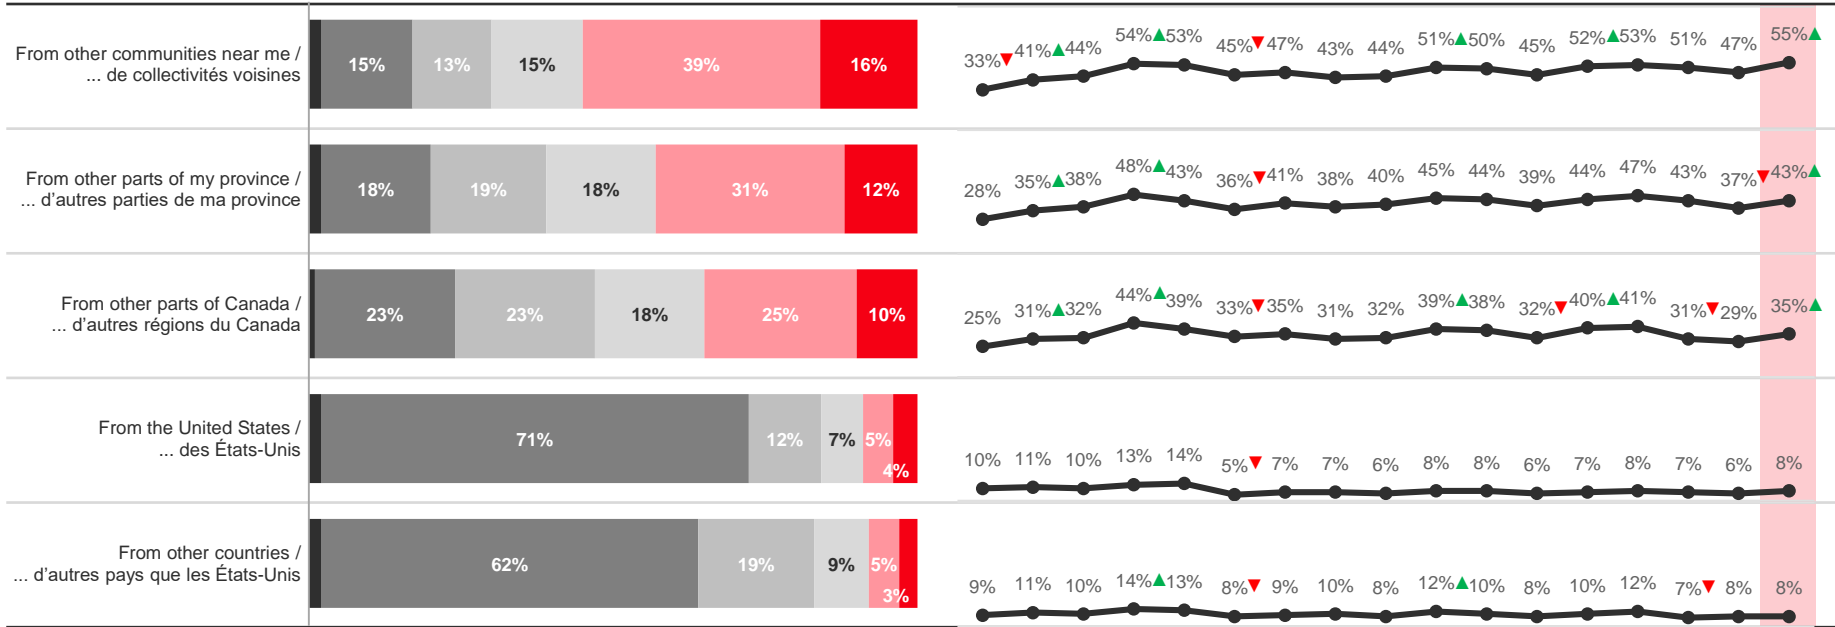 From other communities near me /
... de collectivités voisines
15% 13% 15% 39% 16%
33%▼ 41%▲ 44% 54%▲ 53% 45%▼ 47% 43% 44% 51%▲ 50% 45% 52%▲ 53% 51% 47% 55%▲
From other parts of my province /
... d'autres parties de ma province
18% 19% 18% 31% 12%
28% 35%▲ 38% 48%▲ 43% 36%▼ 41% 38% 40% 45% 44% 39% 44% 47% 43% 37%▼ 43%▲
From other parts of Canada /
... d'autres régions du Canada
23% 23% 18% 25% 10%
25% 31%▲ 32% 44%▲ 39% 33%▼ 35% 31% 32% 39%▲ 38% 32%▼ 40%▲ 41% 31%▼ 29% 35%▲
From the United States /
... des États-Unis
71% 12% 7% 5% 4%
10% 11% 10% 13% 14% 5%▼ 7% 7% 6% 8% 8% 6% 7% 8% 7% 6% 8%
From other countries /
... d'autres pays que les États-Unis
62% 19% 9% 5% 3%
9% 11% 10% 14%▲ 13% 8%▼ 9% 10% 8% 12%▲ 10% 8% 10% 12% 7%▼ 8% 8%